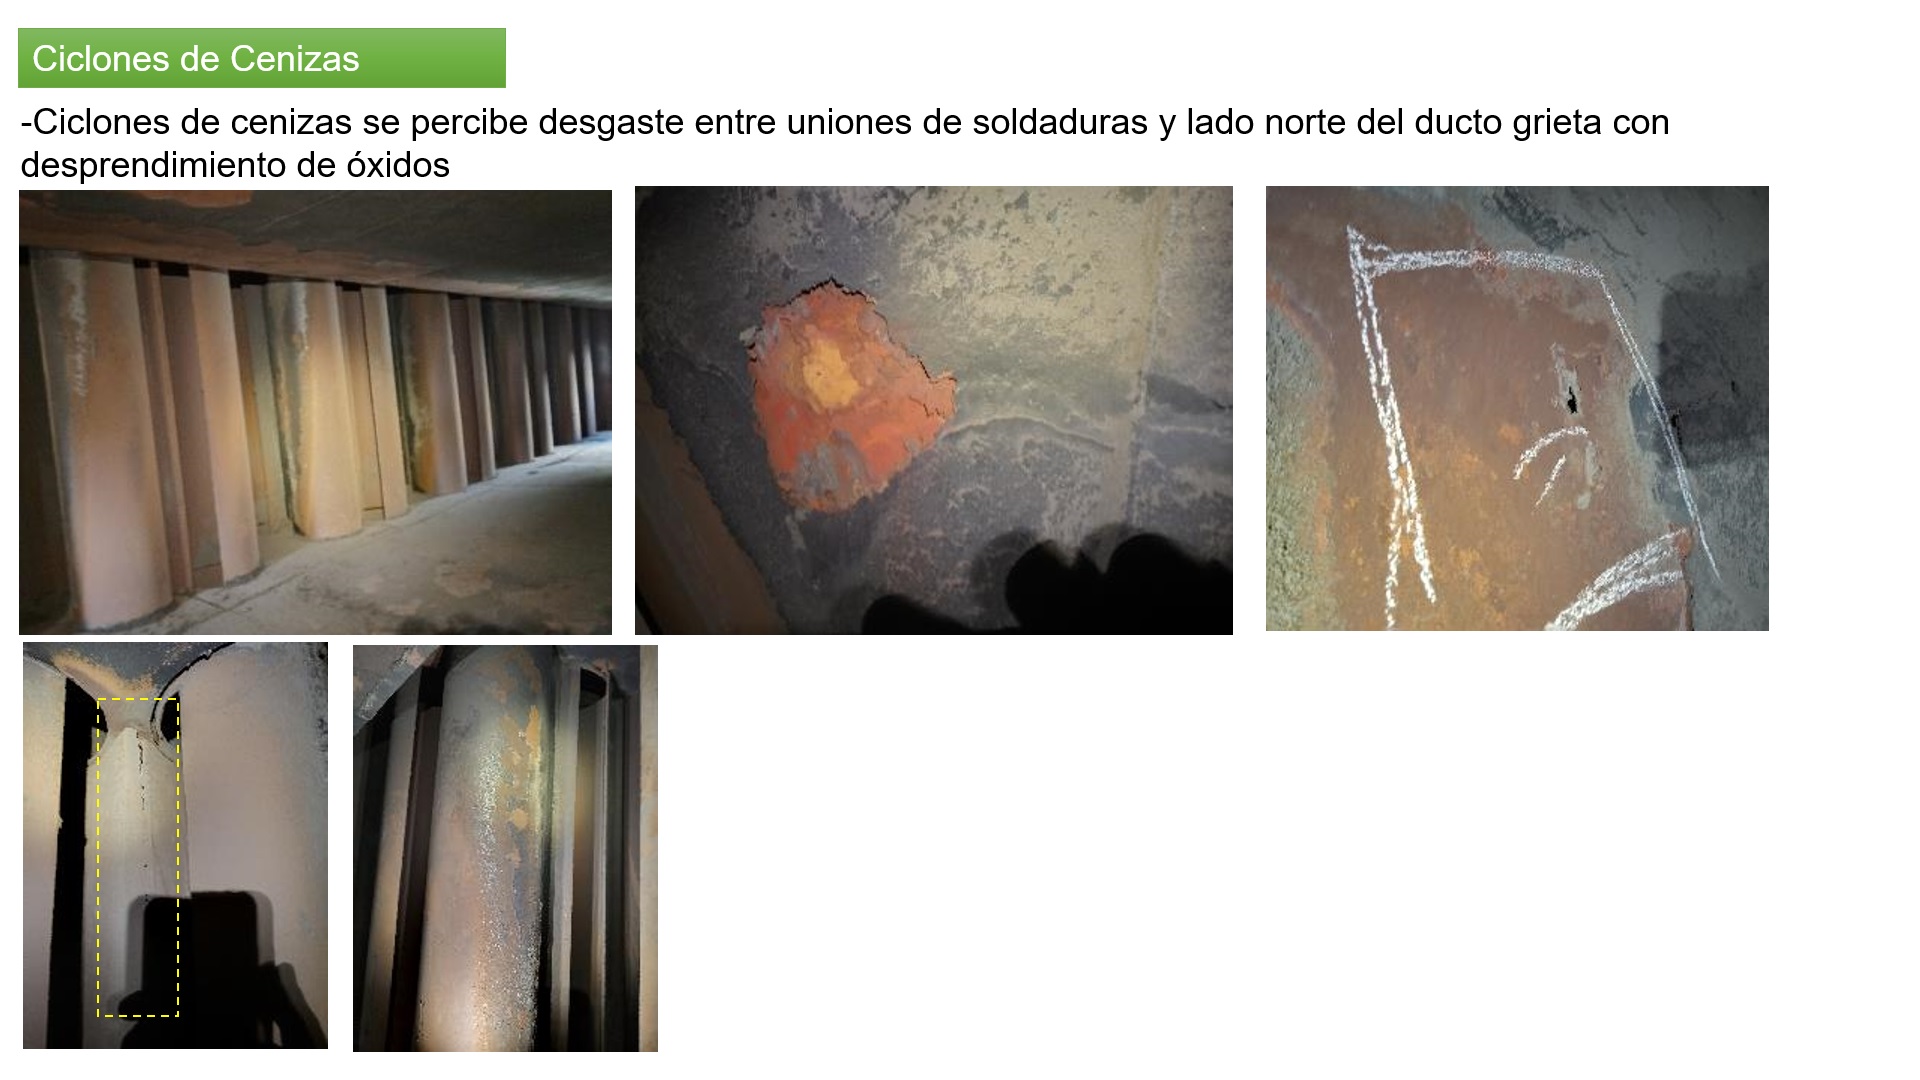 Ciclones de Cenizas
-Ciclones de cenizas se percibe desgaste entre uniones de soldaduras y lado norte del ducto grieta con
desprendimiento de óxidos